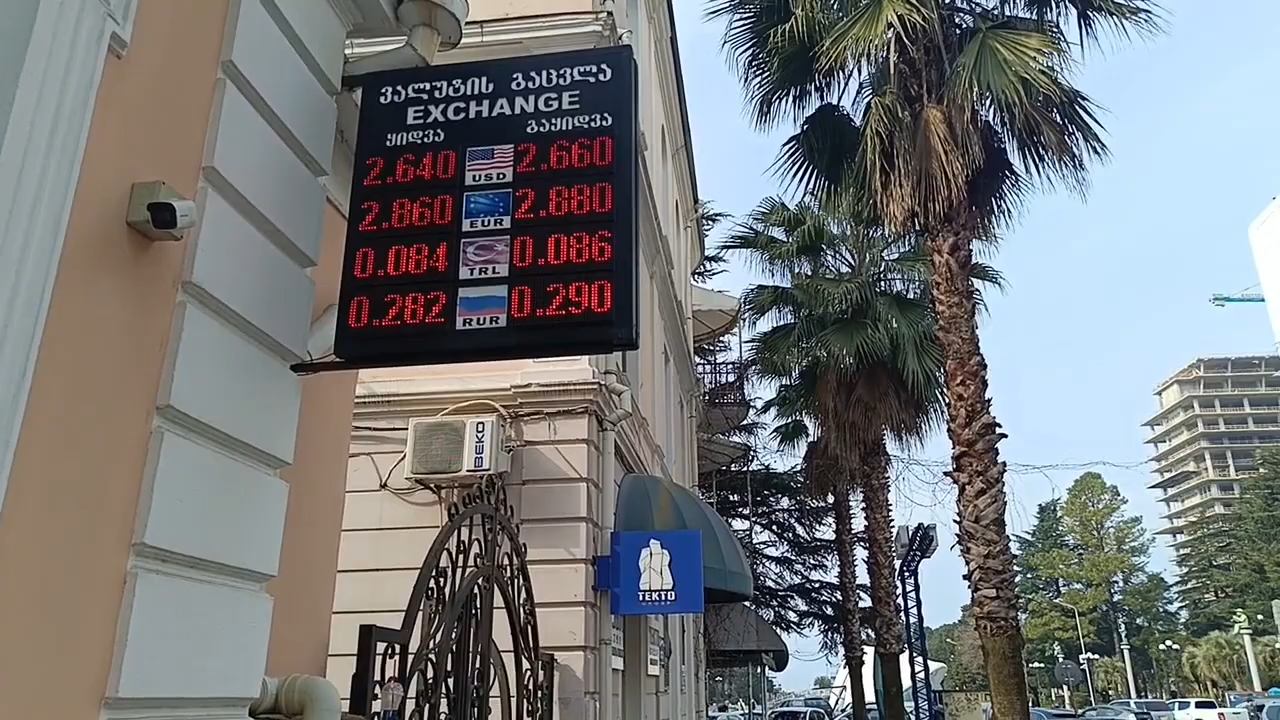 ვალუტის გაცვლა
EXCHANGE
ყიდვა გაყიდვა
2.640 USD 2.660
2.860 EUR 2.880
0.084 TRL 0.086
0.282 RUR 0.290
BEKO
TEKTO
GROUP